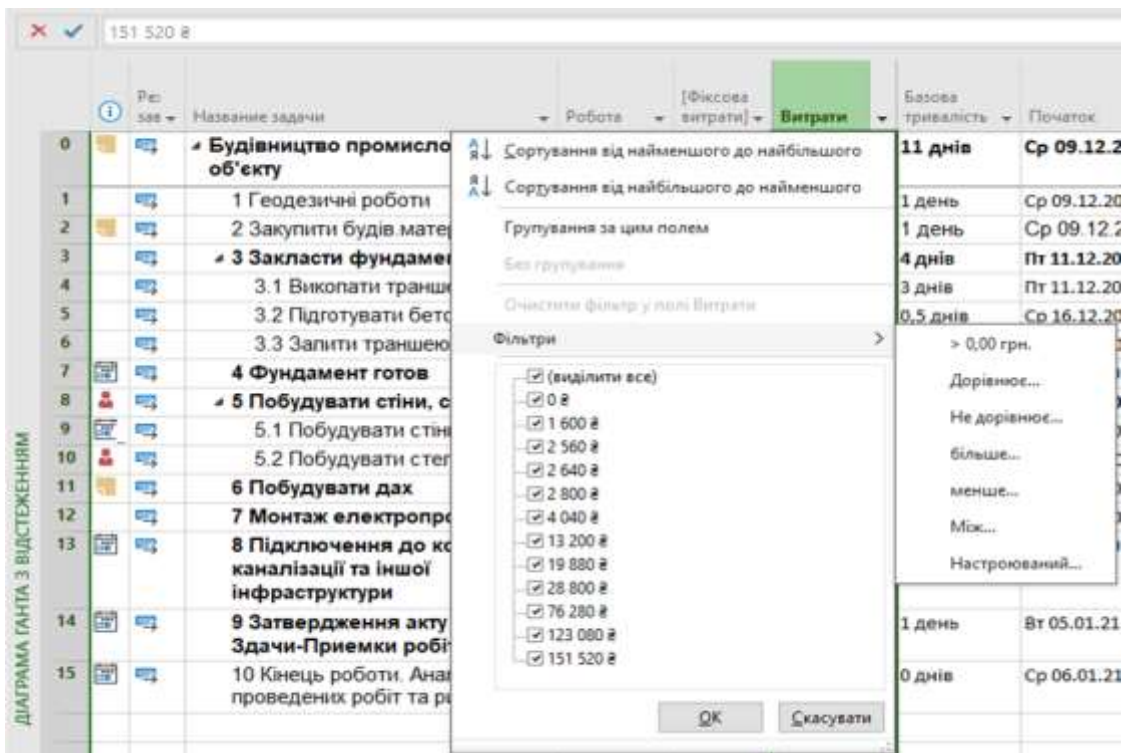 151 520 ₴
Название задачи
Робота
[Фіксова
витрати]
Витрати
Базова
тривалість
Початок
0
Будівництво промисло
об'єкту
11 днів
Ср 09.12.2
1
1 Геодезичні роботи
1 день
Ср 09.12.20
2
2 Закупити будів.мате
1 день
Ср 09.12.2
3
3 Закласти фундаме
4 днів
Пт 11.12.20
4
3.1 Викопати транш
3 днів
Пт 11.12.20
5
3.2 Підготувати бет
0,5 днів
Ср 16.12.20
6
3.3 Залити траншею
7
4 Фундамент готов
8
5 Побудувати стіни, с
9
5.1 Побудувати стін
10
5.2 Побудувати сте
11
6 Побудувати дах
12
7 Монтаж електропр
13
8 Підключення до к
каналізації та іншої
інфраструктури
14
9 Затвердження акту
Здачи-Приемки робі
1 день
Вт 05.01.21
15
10 Кінець роботи. Ана
проведених робіт та р
0 днів
Ср 06.01.21
Сортування від найменшого до найбільшого
Сортування від найбільшого до найменшого
Групування за цим полем
Без групування
Очистити фільтр у полі Витрати
Фільтри
(виділити все)
0 ₴
1 600 ₴
2 560 ₴
2 640 ₴
2 800 ₴
4 040 ₴
13 200 ₴
19 880 ₴
28 800 ₴
76 280 ₴
123 080 ₴
151 520 ₴
OK
Скасувати
> 0,00 грн.
Дорівнює...
Не дорівнює...
більше...
менше...
Між...
Настроюваний...
ДІАГРАМА ГАНТА З ВІДСТЕЖЕННЯМ